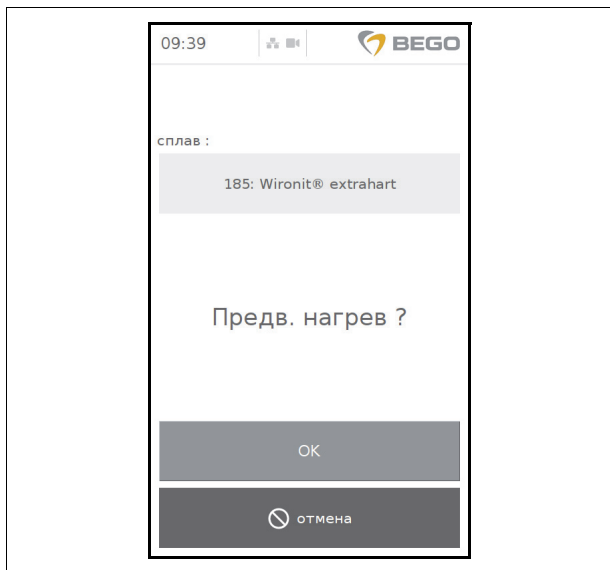 09:39
BEGO
сплав :
185: Wironit® extrahart
Предв. нагрев ?
OK
отмена